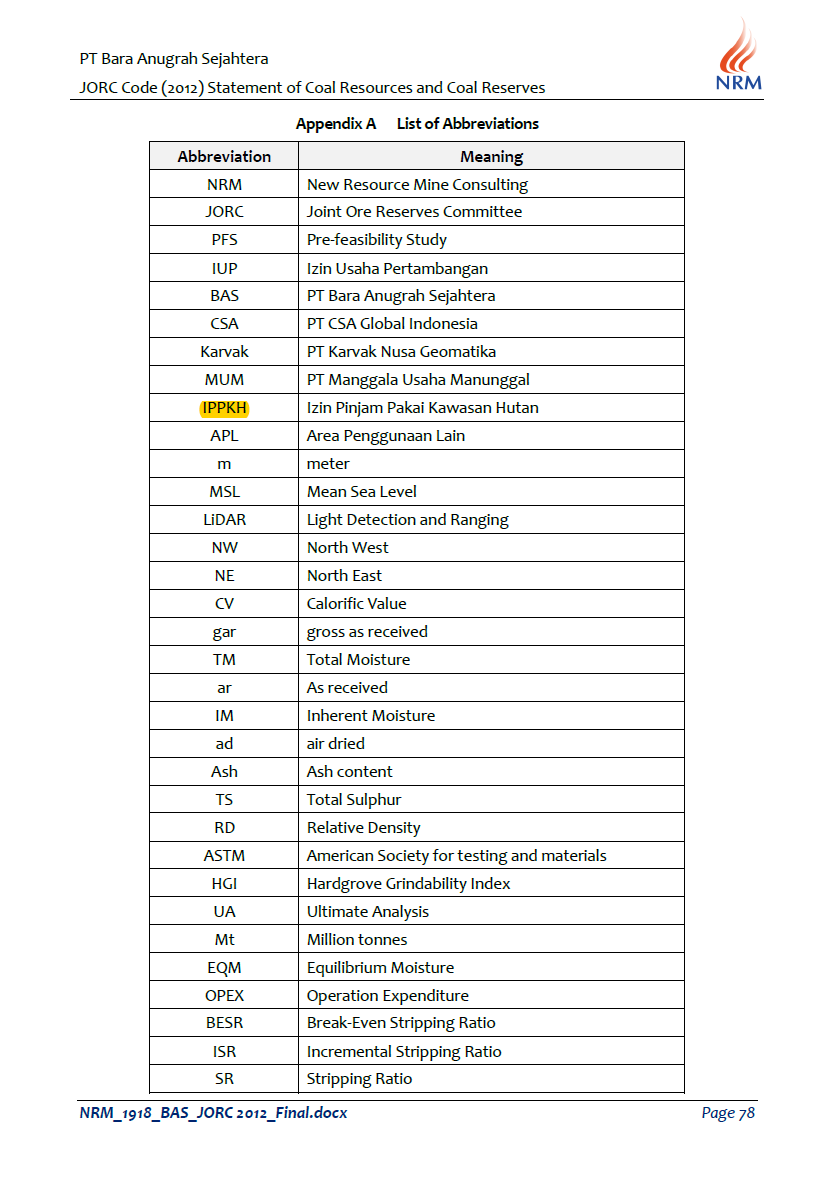 PT Bara Anugrah Sejahtera
NRM
JORC Code (2012) Statement of Coal Resources and Coal Reserves
Appendix A List of Abbreviations
Abbreviation Meaning
NRM New Resource Mine Consulting
JORC Joint Ore Reserves Committee
PFS Pre-feasibility Study
IUP Izin Usaha Pertambangan
BAS PT Bara Anugrah Sejahtera
CSA PT CSA Global Indonesia
Karvak PT Karvak Nusa Geomatika
MUM PT Manggala Usaha Manunggal
IPPKH Izin Pinjam Pakai Kawasan Hutan
APL Area Penggunaan Lain
m meter
MSL Mean Sea Level
LiDAR Light Detection and Ranging
NW North West
NE North East
CV Calorific Value
gar gross as received
TM Total Moisture
ar As received
IM Inherent Moisture
ad air dried
Ash Ash content
TS Total Sulphur
RD Relative Density
ASTM American Society for testing and materials
HGI Hardgrove Grindability Index
UA Ultimate Analysis
Mt Million tonnes
EQM Equilibrium Moisture
OPEX Operation Expenditure
BESR Break-Even Stripping Ratio
ISR Incremental Stripping Ratio
SR Stripping Ratio
NRM_1918_BAS_JORC 2012_Final.docx Page 78